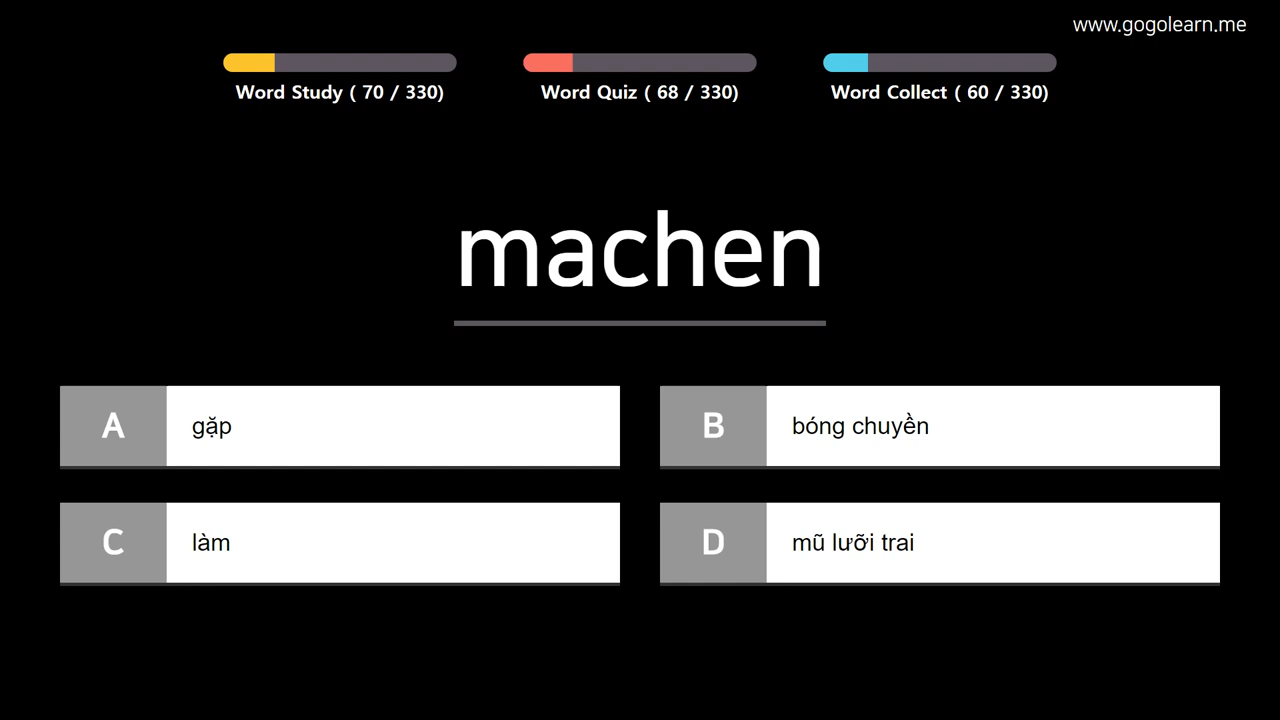 www.gogolearn.me
Word Study ( 70 / 330)
Word Quiz ( 68 / 330)
Word Collect ( 60 / 330)
machen
A gặp
B bóng chuyền
C làm
D mũ lưỡi trai